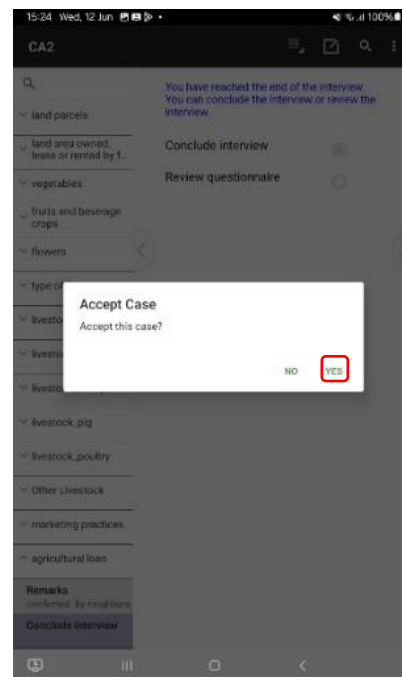 15:24 Wed, 12 Jun
100%
CA2
You have reached the end of the interview.
You can conclude the interview or review the
interview.
land parcels
land area owned,
lease or rented by f...
Conclude interview
Review questionnaire
vegetables
fruits and beverage
crops
flowers
type of
Accept Case
Accept this case?
NO
YES
livesto
livesto
livesto
livestock_pig
livestock_poultry
Other Livestock
marketing practices
agricultural loan
Remarks
confirmed by neighbors
Conclude Interview